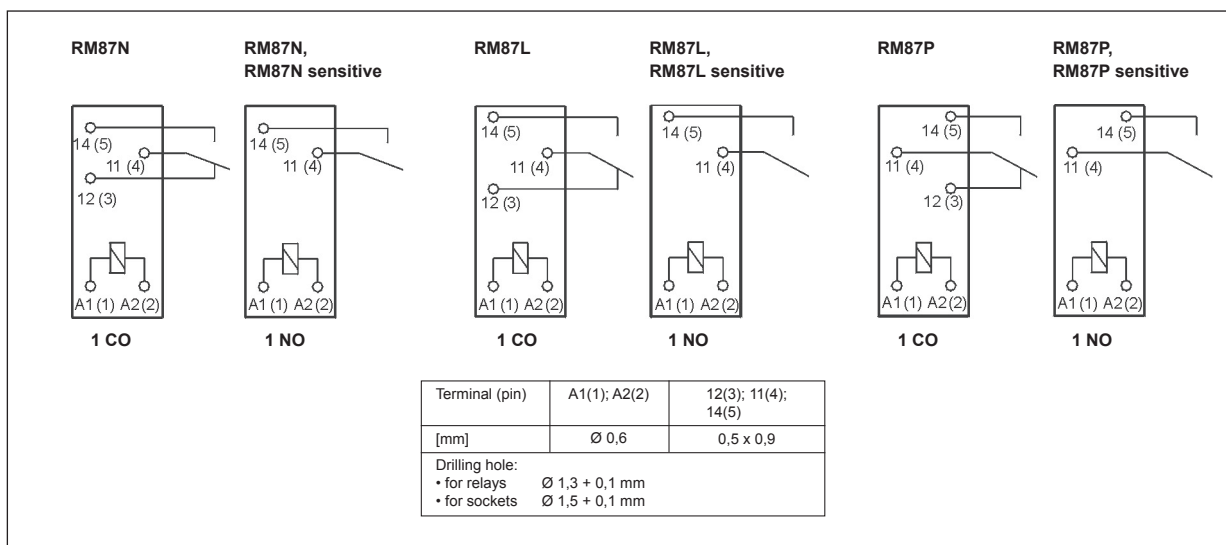 RM87N
RM87N,
RM87N sensitive
RM87L
RM87L,
RM87L sensitive
RM87P
RM87P,
RM87P sensitive
14 (5)
11 (4)
12 (3)
A1 (1) A2 (2)
1 CO
14 (5)
11 (4)
A1 (1) A2 (2)
1 NO
14 (5)
11 (4)
12 (3)
A1 (1) A2 (2)
1 CO
14 (5)
11 (4)
A1 (1) A2 (2)
1 NO
14 (5)
11 (4)
12 (3)
A1 (1) A2 (2)
1 CO
14 (5)
11 (4)
A1 (1) A2 (2)
1 NO
Terminal (pin) A1(1); A2(2) 12(3); 11(4);
14(5)
[mm] Ø 0,6 0,5 x 0,9
Drilling hole:
• for relays Ø 1,3 + 0,1 mm
• for sockets Ø 1,5 + 0,1 mm